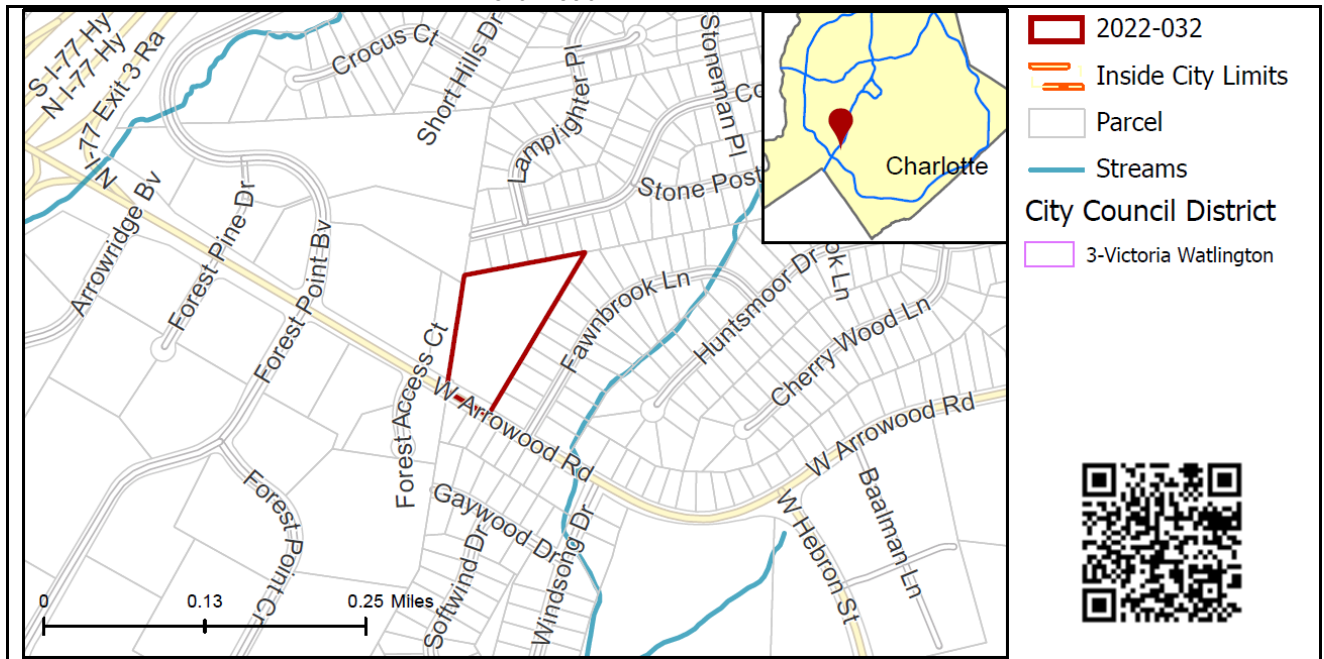 S I-77 Hy
N I-77 Hy
N I-77 Exit 3 Ra
Crocus Ct
Short Hills Dr
Lamplighter Pl
Stoneman Pl
Co
Stone Post
Charlotte
Arrowridge Bv
Forest Pine Dr
Forest Point Bv
Forest Access Ct
W Arrowood Rd
Fawnbrook Ln
Huntsmoor Dr
ok Ln
Cherry Wood Ln
W Arrowood Rd
Forest Point Cr
Gaywood Dr
Softwind Dr
Windsong Dr
W Hebron St
Baalman Ln
0 0.13 0.25 Miles
2022-032
Inside City Limits
Parcel
Streams
City Council District
3-Victoria Watlington